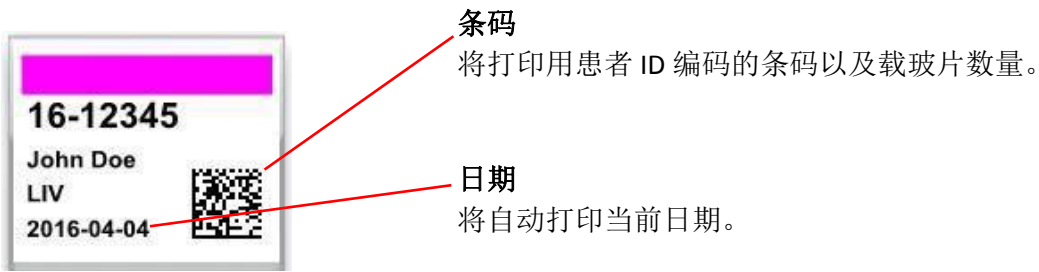 条码
将打印用患者 ID 编码的条码以及载玻片数量。
16-12345
John Doe
LIV
2016-04-04
日期
将自动打印当前日期。